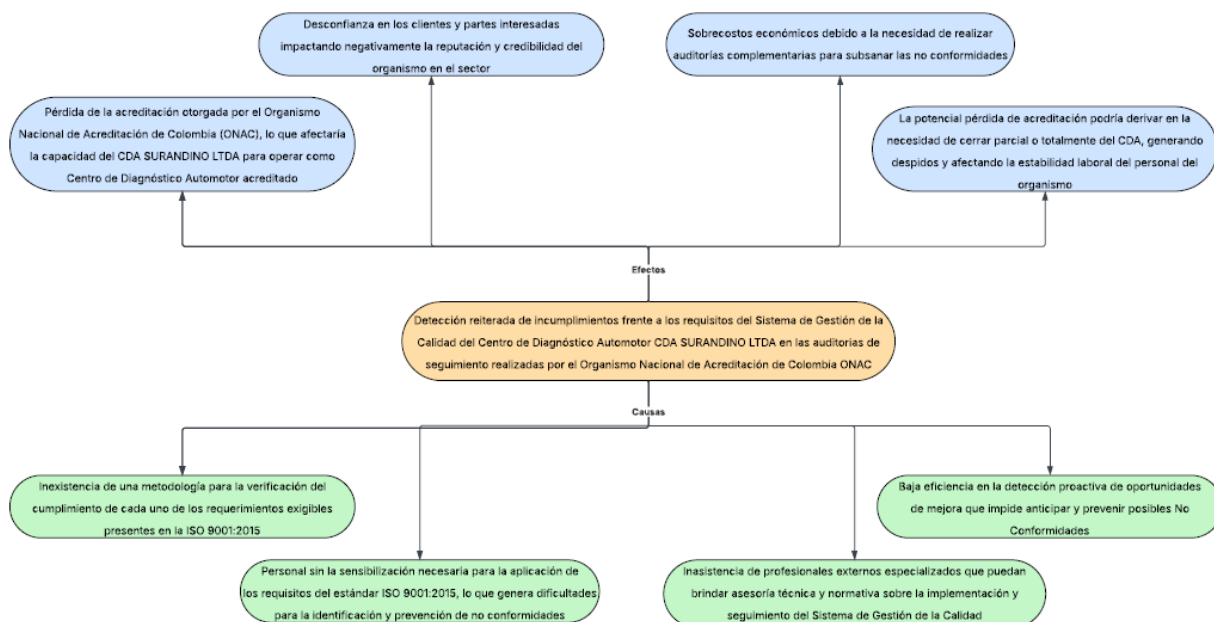 Desconfianza en los clientes y partes interesadas
impactando negativamente la reputación y credibilidad del
organismo en el sector
Sobrecostos económicos debido a la necesidad de realizar
auditorías complementarias para subsanar las no conformidades
Pérdida de la acreditación otorgada por el Organismo
Nacional de Acreditación de Colombia (ONAC), lo que afectaría
la capacidad del CDA SURANDINO LTDA para operar como
Centro de Diagnóstico Automotor acreditado
La potencial pérdida de acreditación podría derivar en la
necesidad de cerrar parcial o totalmente del CDA, generando
despidos y afectando la estabilidad laboral del personal del
organismo
Efectos
Detección reiterada de incumplimientos frente a los requisitos del Sistema de Gestión de la
Calidad del Centro de Diagnóstico Automotor CDA SURANDINO LTDA en las auditorias de
seguimiento realizadas por el Organismo Nacional de Acreditación de Colombia ONAC
Causas
Inexistencia de una metodología para la verificación del
cumplimiento de cada uno de los requerimientos exigibles
presentes en la ISO 9001:2015
Baja eficiencia en la detección proactiva de oportunidades
de mejora que impide anticipar y prevenir posibles No
Conformidades
Personal sin la sensibilización necesaria para la aplicación de
los requisitos del estándar ISO 9001:2015, lo que genera dificultades
para la identificación y prevención de no conformidades
Inasistencia de profesionales externos especializados que puedan
brindar asesoría técnica y normativa sobre la implementación y
seguimiento del Sistema de Gestión de la Calidad